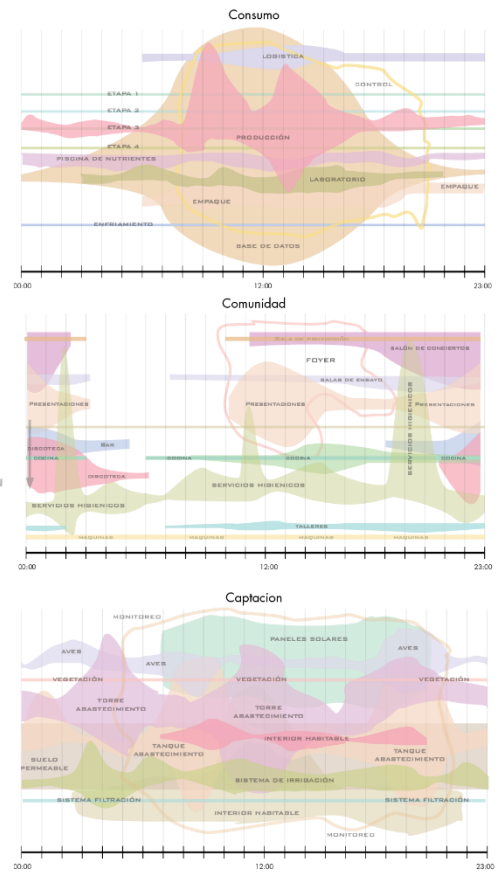 Consumo
LOGISTICA
CONTROL
ETAPA 1
ETAPA 2
ETAPA 3
PRODUCCIÓN
ETAPA 4
PISCINA DE NUTRIENTES
LABORATORIO
EMPAQUE
EMPAQUE
ENFRIAMIENTO
BASE DE DATOS
00:00 12:00 23:00
Comunidad
SALÓN DE CONCIERTOS
FOYER
SALAS DE ENSAYO
PRESENTACIONES
PRESENTACIONES
PRESENTACIONES
SERVICIOS HIGIENICOS
BAR
DISCOTECA
COCINA
COCINA
COCINA
COCINA
DISCOTECA
SERVICIOS HIGIENICOS
SERVICIOS HIGIENICOS
TALLERES
MAQUINAS
MAQUINAS
MAQUINAS
MAQUINAS
00:00 12:00 23:00
Captacion
MONITOREO
PANELES SOLARES
AVES
AVES
AVES
VEGETACIÓN
VEGETACIÓN
VEGETACIÓN
TORRE
ABASTECIMIENTO
TORRE
ABASTECIMIENTO
INTERIOR HABITABLE
TANQUE
ABASTECIMIENTO
TANQUE
ABASTECIMIENTO
SUELO
PERMEABLE
SISTEMA DE IRRIGACIÓN
SISTEMA FILTRACIÓN
SISTEMA FILTRACIÓN
INTERIOR HABITABLE
MONITOREO
00:00 12:00 23:00